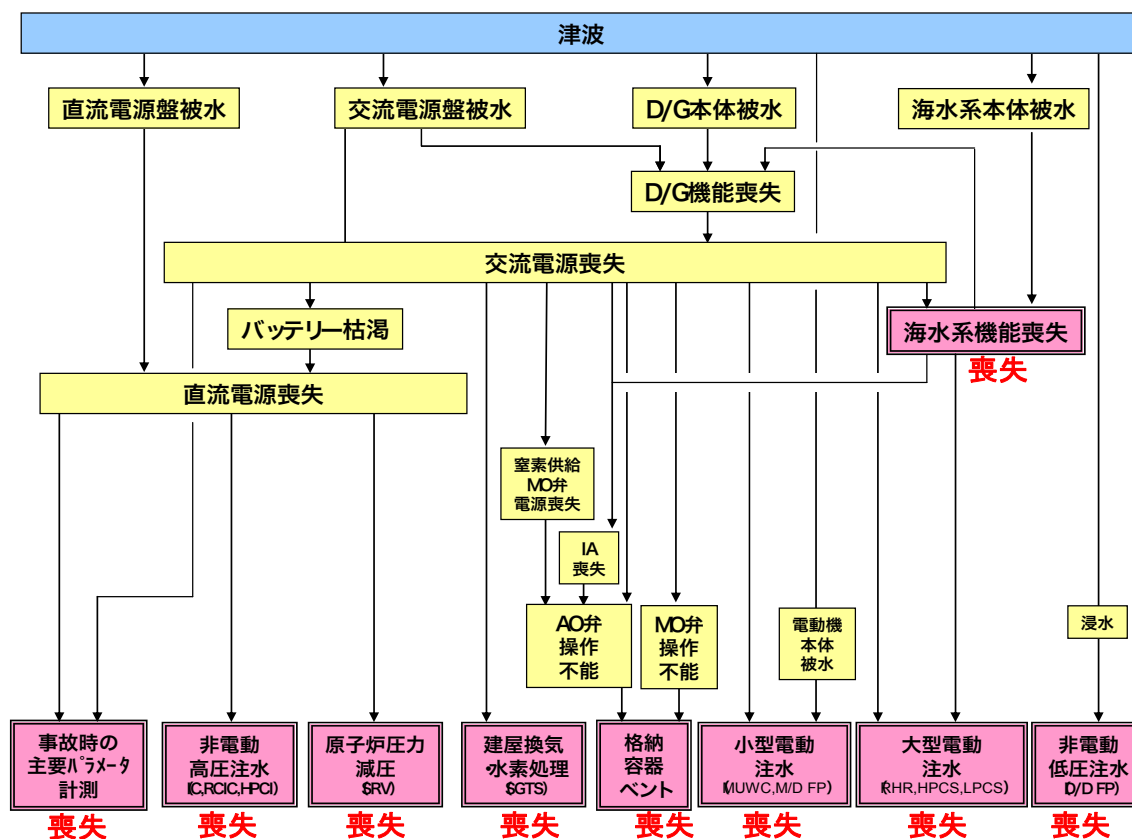 津波
直流電源盤被水
交流電源盤被水
D/G本体被水
海水系本体被水
D/G機能喪失
交流電源喪失
バッテリー枯渇
海水系機能喪失
喪失
直流電源喪失
窒素供給
MO弁
電源喪失
IA
喪失
AO弁
操作
不能
MO弁
操作
不能
電動機
本体
被水
浸水
事故時の
主要ﾊﾟﾗﾒｰﾀ
計測
喪失
非電動
高圧注水
(IC,RCIC,HPCI)
喪失
原子炉圧力
減圧
(SRV)
喪失
建屋換気
・水素処理
(SGTS)
喪失
格納
容器
ベント
喪失
小型電動
注水
(MUWC,M/D FP)
喪失
大型電動
注水
(RHR,HPCS,LPCS)
喪失
非電動
低圧注水
(D/D FP)
喪失